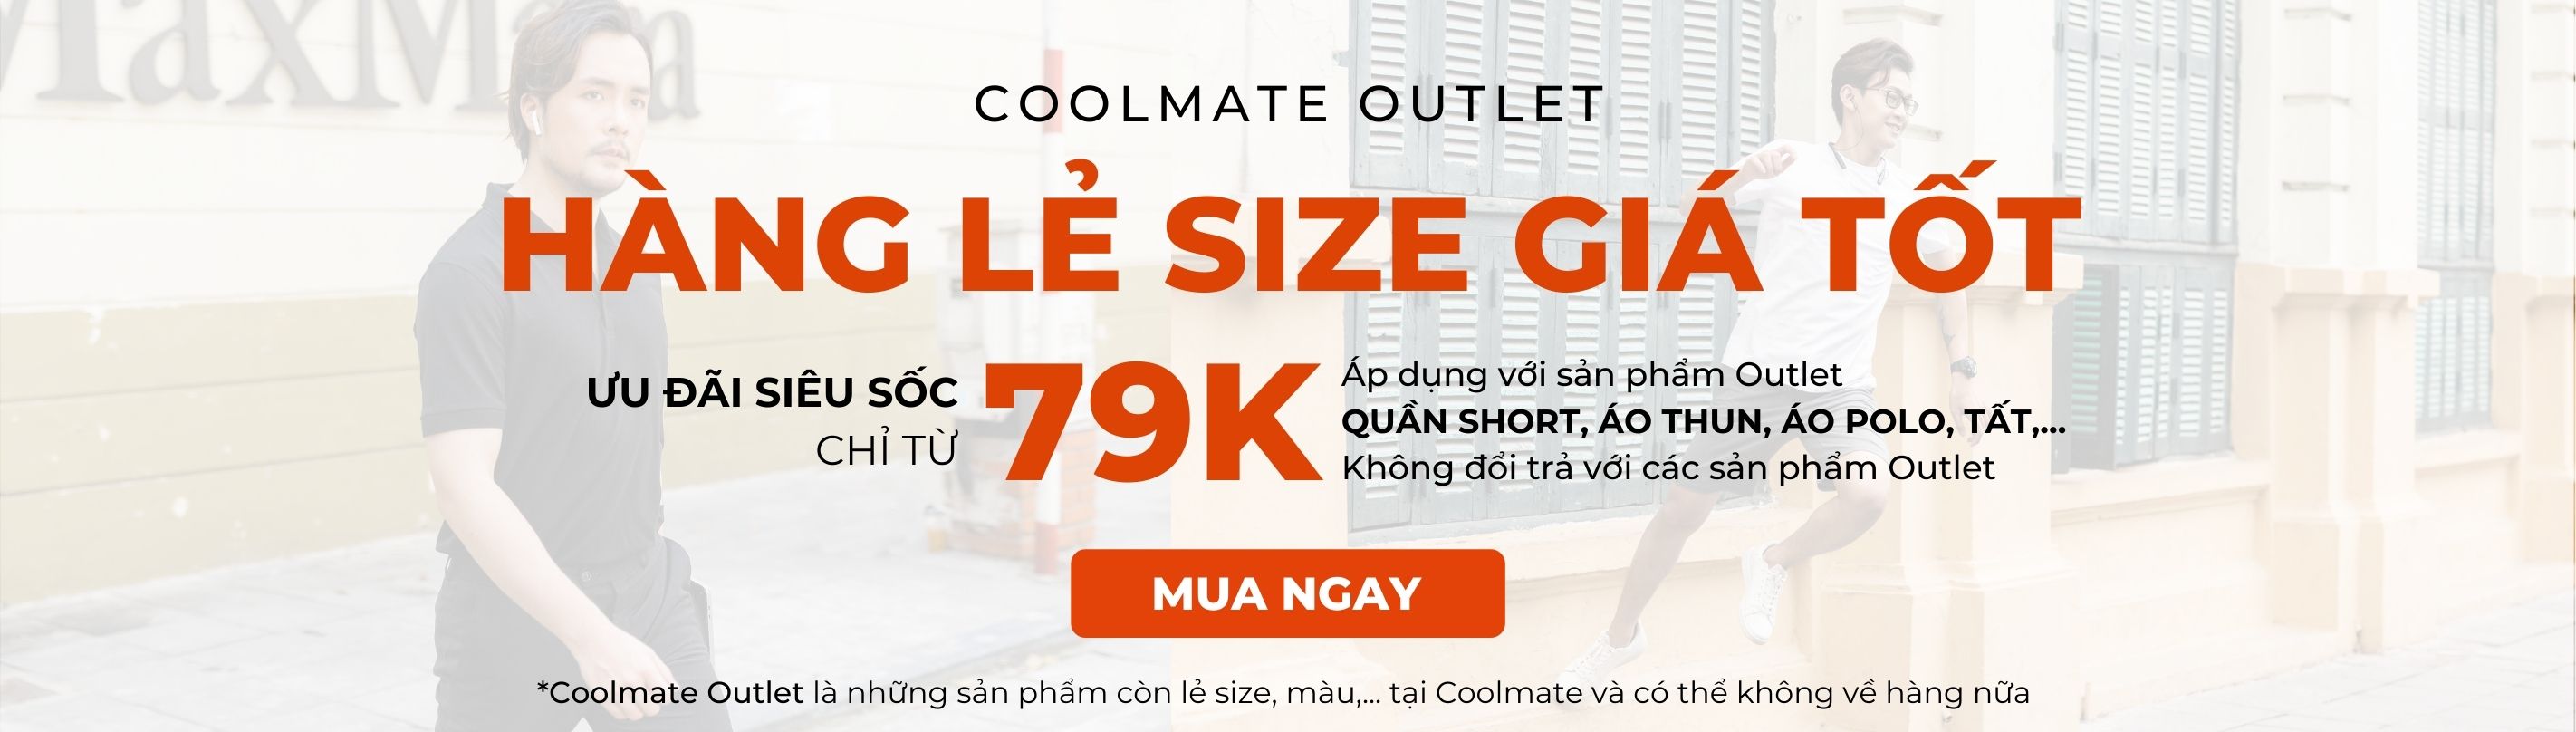 MaxMara
COOLMATE OUTLET
HÀNG LẺ SIZE GIÁ TỐT
ƯU ĐÃI SIÊU SỐC
CHỈ TỪ
79K
Áp dụng với sản phẩm Outlet
QUẦN SHORT, ÁO THUN, ÁO POLO, TẤT,...
Không đổi trả với các sản phẩm Outlet
MUA NGAY
*Coolmate Outlet là những sản phẩm còn lẻ size, màu,... tại Coolmate và có thể không về hàng nữa